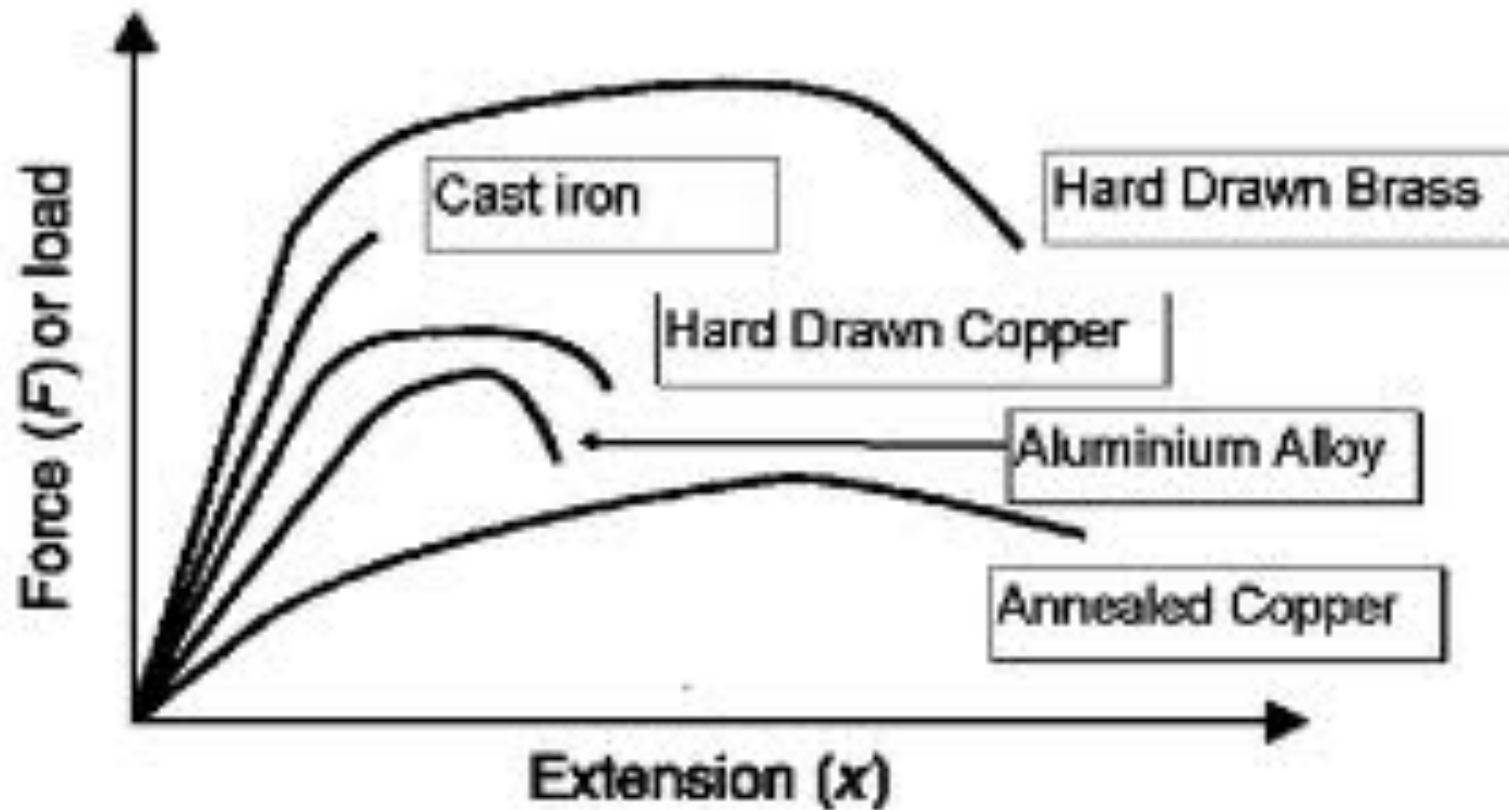 Force (F) or load
Cast iron
Hard Drawn Brass
Hard Drawn Copper
Aluminium Alloy
Annealed Copper
Extension (x)